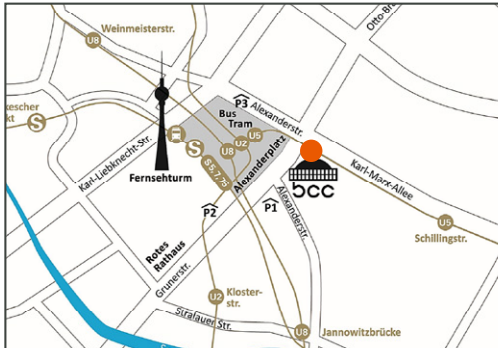 Weinmeisterstr.
U8
Otto-Br
P3
Alexanderstr.
kescher
kt
S
Bus
Tram
U5
U2
U8
S
S5,7,75
Alexanderplatz
Karl-Liebknecht-Str.
Fernsehturm
bcc
Karl-Marx-Allee
P2
P1
Alexanderstr.
U5
Schillingstr.
Rotes
Rathaus
Grunerstr.
U2
Kloster-
str.
Stralauer Str.
U8
Jannowitzbrücke